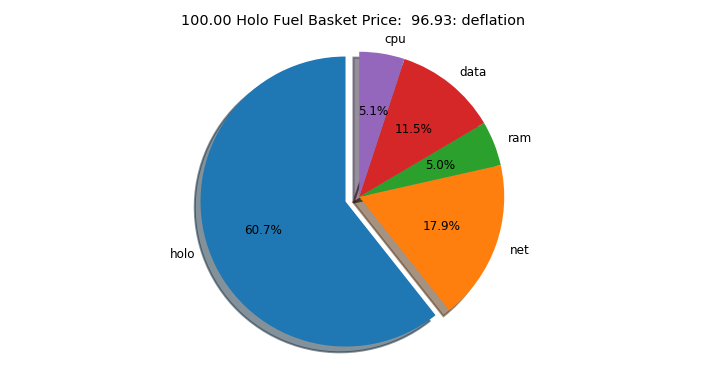 100.00 Holo Fuel Basket Price:  96.93: deflation
cpu
data
5.1%
11.5%
ram
5.0%
17.9%
60.7%
net
holo